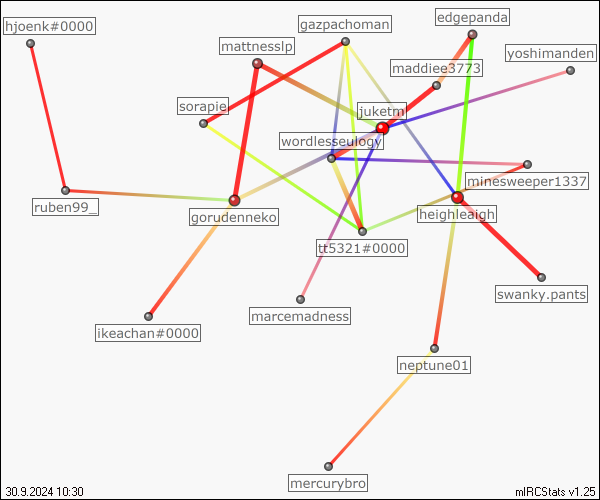 hjoenk#0000
gazpachoman
edgepanda
mattnesslp
yoshimanden
maddiee3773
sorapie
juketml
wordlesseulogy
minesweeper1337
ruben99_
gorudenneko
heighleaigh
tt5321#0000
swanky.pants
marcemadness
ikeachan#0000
neptune01
mercurybro
30.9.2024 10:30
mIRCStats v1.25